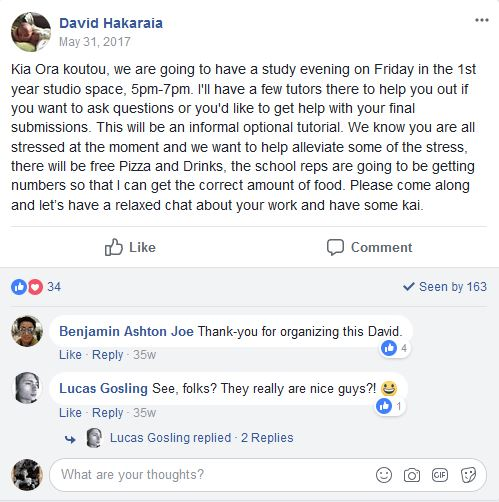 David Hakaraia
May 31, 2017
Kia Ora koutou, we are going to have a study evening on Friday in the 1st
year studio space, 5pm-7pm. I'll have a few tutors there to help you out if
you want to ask questions or you'd like to get help with your final
submissions. This will be an informal optional tutorial. We know you are all
stressed at the moment and we want to help alleviate some of the stress,
there will be free Pizza and Drinks, the school reps are going to be getting
numbers so that I can get the correct amount of food. Please come along
and let's have a relaxed chat about your work and have some kai.
Like Comment
34 Seen by 163
Benjamin Ashton Joe Thank-you for organizing this David.
4
Like · Reply · 35w
Lucas Gosling See, folks? They really are nice guys?!
1
Like · Reply · 35w
Lucas Gosling replied · 2 Replies
What are your thoughts? GIF